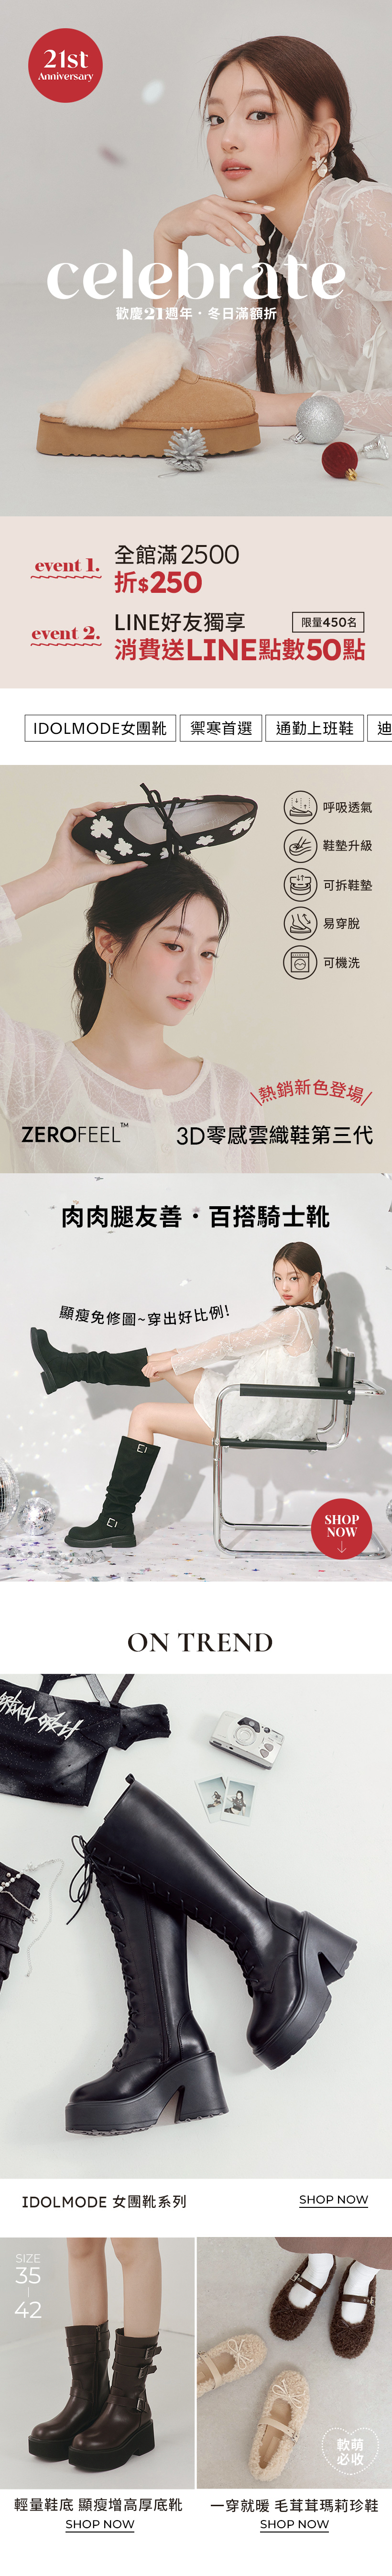 21st
Anniversary
celebrate
歡慶21週年・冬日滿額折
event 1.
全館滿2500
折$250
event 2.
LINE好友獨享
限量450名
消費送LINE點數50點
IDOLMODE女團靴
禦寒首選
通勤上班鞋
迪
呼吸透氣
鞋墊升級
可拆鞋墊
易穿脫
可機洗
\熱銷新色登場/
ZEROFEEL™
3D零感雲織鞋第三代
肉肉腿友善・百搭騎士靴
顯瘦免修圖~穿出好比例!
SHOP
NOW
ON TREND
IDOLMODE 女團靴系列
SHOP NOW
SIZE
35
42
軟萌
必收
輕量鞋底 顯瘦增高厚底靴
SHOP NOW
一穿就暖 毛茸茸瑪莉珍鞋
SHOP NOW